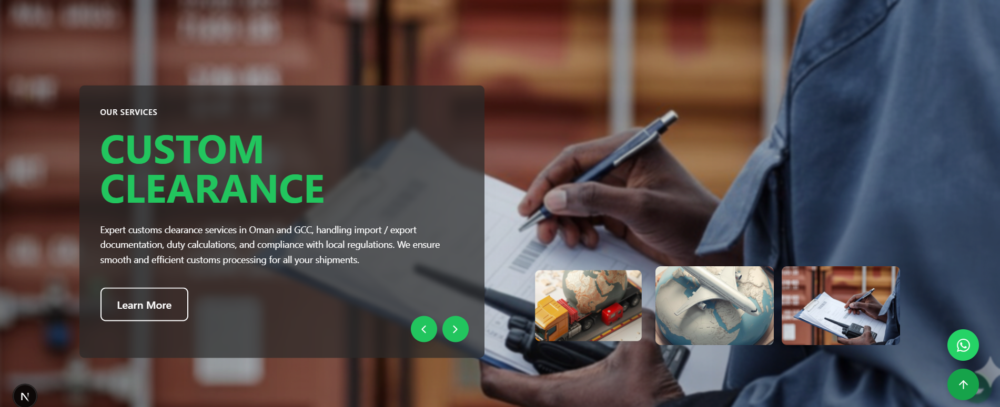 OUR SERVICES
CUSTOM
CLEARANCE
Expert customs clearance services in Oman and GCC, handling import / export
documentation, duty calculations, and compliance with local regulations. We ensure
smooth and efficient customs processing for all your shipments.
Learn More
N